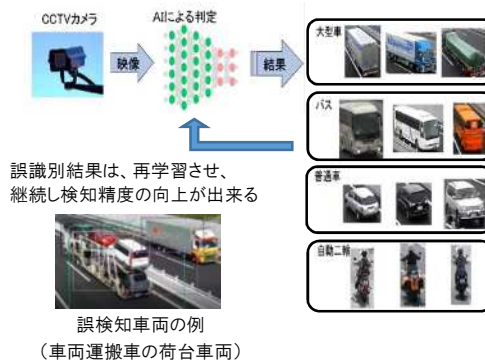 CCTVカメラ
AIによる判定
映像
結果
大型車
バス
普通車
自動二輪
誤識別結果は、再学習させ、
継続し検知精度の向上が出来る
誤検知車両の例
（車両運搬車の荷台車両）